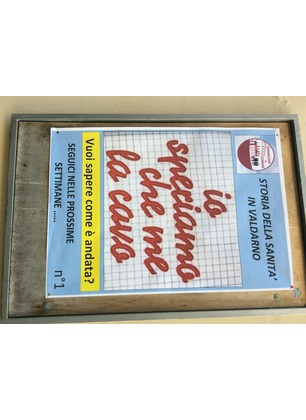 STORIA DELLA SANITA'
IN VALDARNO
io
speriamo
che me
la cavo
Vuoi sapere come è andata?
SEGUICI NELLE PROSSIME
SETTIMANE .....
n°1